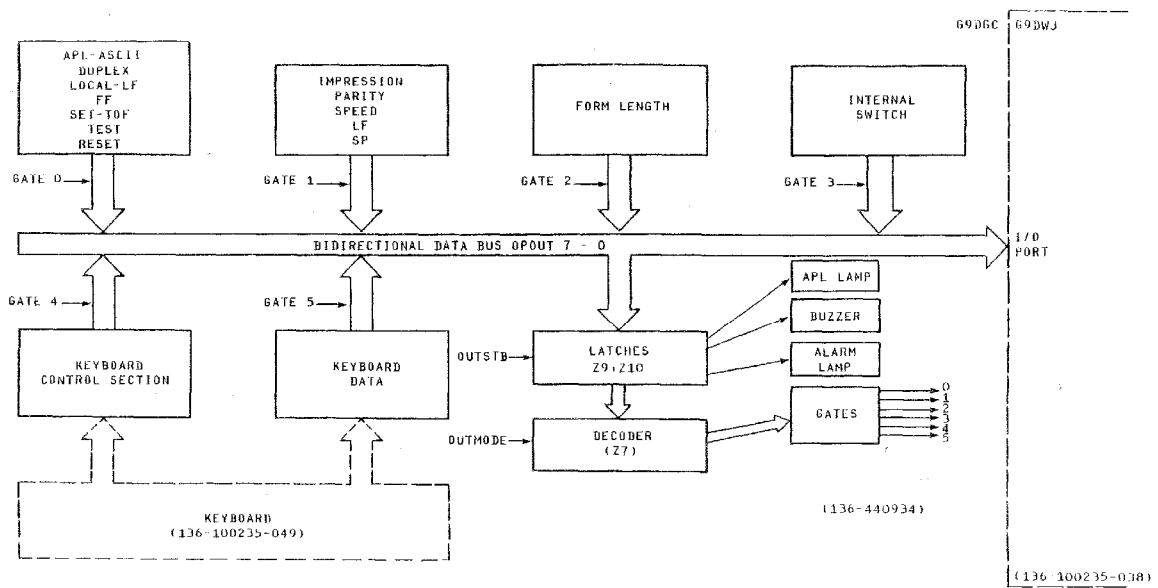 G9DGC
G9DWJ
APL-ASCII
DUPLEX
LOCAL-LF
FF
SET-TOF
TEST
RESET
IMPRESSION
PARITY
SPEED
LF
SP
FORM LENGTH
INTERNAL
SWITCH
GATE 0
GATE 1
GATE 2
GATE 3
BIDIRECTIONAL DATA BUS OPOUT 7 - 0
I/O
PORT
GATE 4
GATE 5
KEYBOARD
CONTROL SECTION
KEYBOARD
DATA
OUTSTB
LATCHES
Z9,Z10
APL LAMP
BUZZER
ALARM
LAMP
OUTMODE
DECODER
(Z7)
GATES
0
1
2
3
4
5
KEYBOARD
(136-100235-049)
(136-440934)
(136-100235-038)